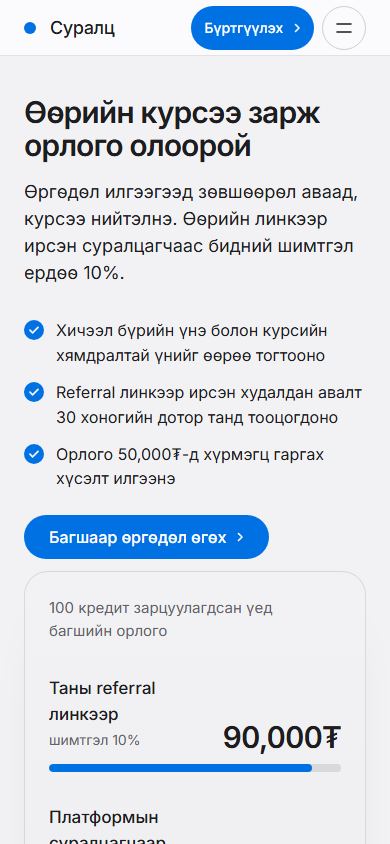 Суралц
Бүртгүүлэх
Өөрийн курсээ зарж
орлого олоорой
Өргөдөл илгээгээд зөвшөөрөл аваад,
курсээ нийтэлнэ. Өөрийн линкээр
ирсэн суралцагчаас бидний шимтгэл
ердөө 10%.
Хичээл бүрийн үнэ болон курсийн
хямдралтай үнийг өөрөө тогтооно
Referral линкээр ирсэн худалдан авалт
30 хоногийн дотор танд тооцогдоно
Орлого 50,000₮-д хүрмэгц гаргах
хүсэлт илгээнэ
Багшаар өргөдөл өгөх
100 кредит зарцуулагдсан үед
багшийн орлого
Таны referral
линкээр
шимтгэл 10%
90,000₮
Платформын
суралцагчаар